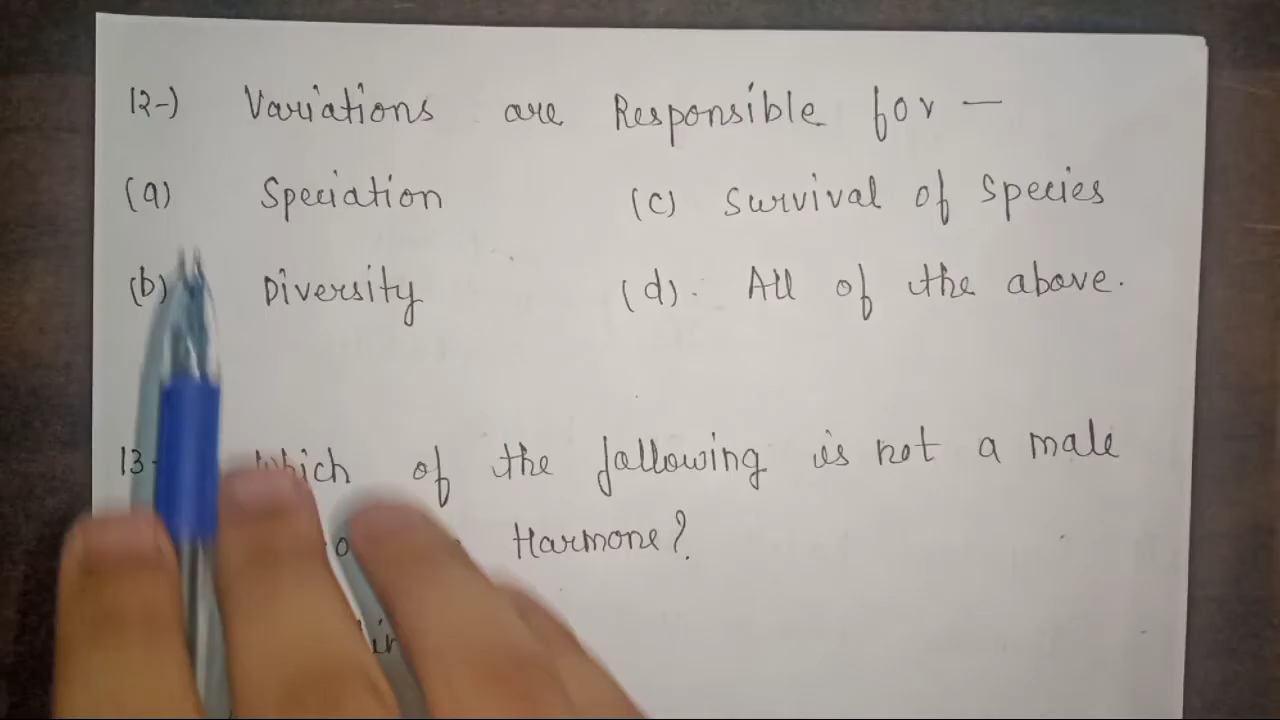 12-) Variations are Responsible for —
(a) Speciation (c) Survival of Species
(b) Diversity (d). All of the above.
13- Which of the following is not a male
Harmone?